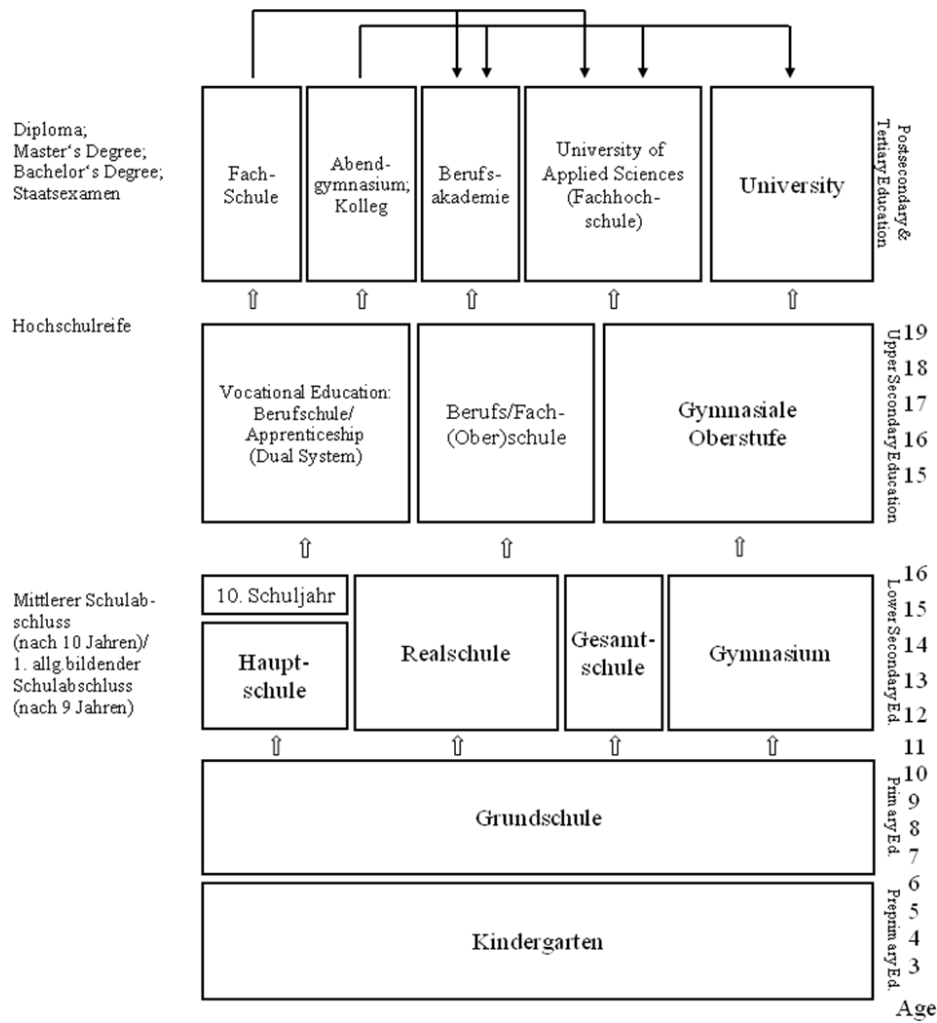 Diploma;
Master's Degree;
Bachelor's Degree;
Staatsexamen
Fach-
Schule
Abend-
gymnasium;
Kolleg
Berufs-
akademie
University of
Applied Sciences
(Fachhoch-
schule)
University
Postsecondary &
Tertiary Education
Hochschulreife
Vocational Education:
Berufschule/
Apprenticeship
(Dual System)
Berufs/Fach-
(Ober)schule
Gymnasiale
Oberstufe
Upper Secondary Education
19
18
17
16
15
Mittlerer Schulab-
schluss
(nach 10 Jahren)/
1. allg.bildender
Schulabschluss
(nach 9 Jahren)
10. Schuljahr
Haupt-
schule
Realschule
Gesamt-
schule
Gymnasium
Lower Secondary Ed.
16
15
14
13
12
11
10
Grundschule
Primary Ed.
9
8
7
6
Kindergarten
Preprimary Ed.
5
4
3
Age